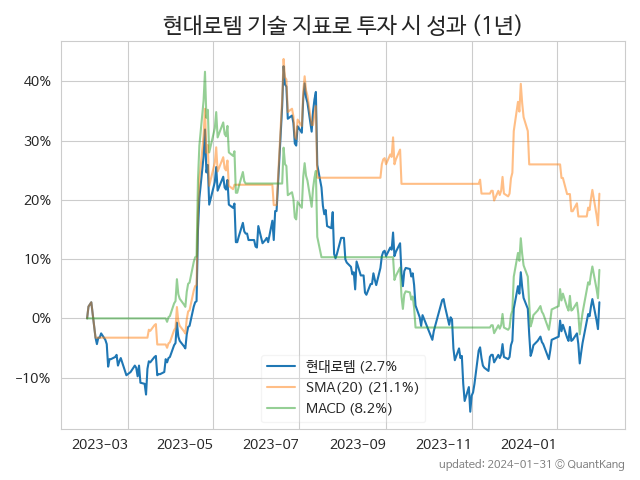 현대로템 기술 지표로 투자 시 성과 (1년)
40%
30%
20%
10%
0%
−10%
현대로템 (2.7%
SMA(20) (21.1%)
MACD (8.2%)
2023-03
2023-05
2023-07
2023-09
2023-11
2024-01
updated: 2024-01-31 © QuantKang